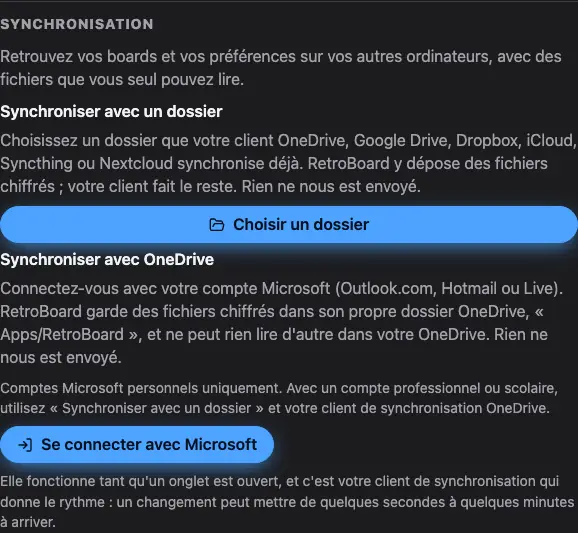 SYNCHRONISATION
Retrouvez vos boards et vos préférences sur vos autres ordinateurs, avec des
fichiers que vous seul pouvez lire.
Synchroniser avec un dossier
Choisissez un dossier que votre client OneDrive, Google Drive, Dropbox, iCloud,
Syncthing ou Nextcloud synchronise déjà. RetroBoard y dépose des fichiers
chiffrés ; votre client fait le reste. Rien ne nous est envoyé.
Choisir un dossier
Synchroniser avec OneDrive
Connectez-vous avec votre compte Microsoft (Outlook.com, Hotmail ou Live).
RetroBoard garde des fichiers chiffrés dans son propre dossier OneDrive, «
Apps/RetroBoard », et ne peut rien lire d'autre dans votre OneDrive. Rien ne
nous est envoyé.
Comptes Microsoft personnels uniquement. Avec un compte professionnel ou scolaire,
utilisez « Synchroniser avec un dossier » et votre client de synchronisation OneDrive.
Se connecter avec Microsoft
Elle fonctionne tant qu'un onglet est ouvert, et c'est votre client de synchronisation qui
donne le rythme : un changement peut mettre de quelques secondes à quelques minutes
à arriver.